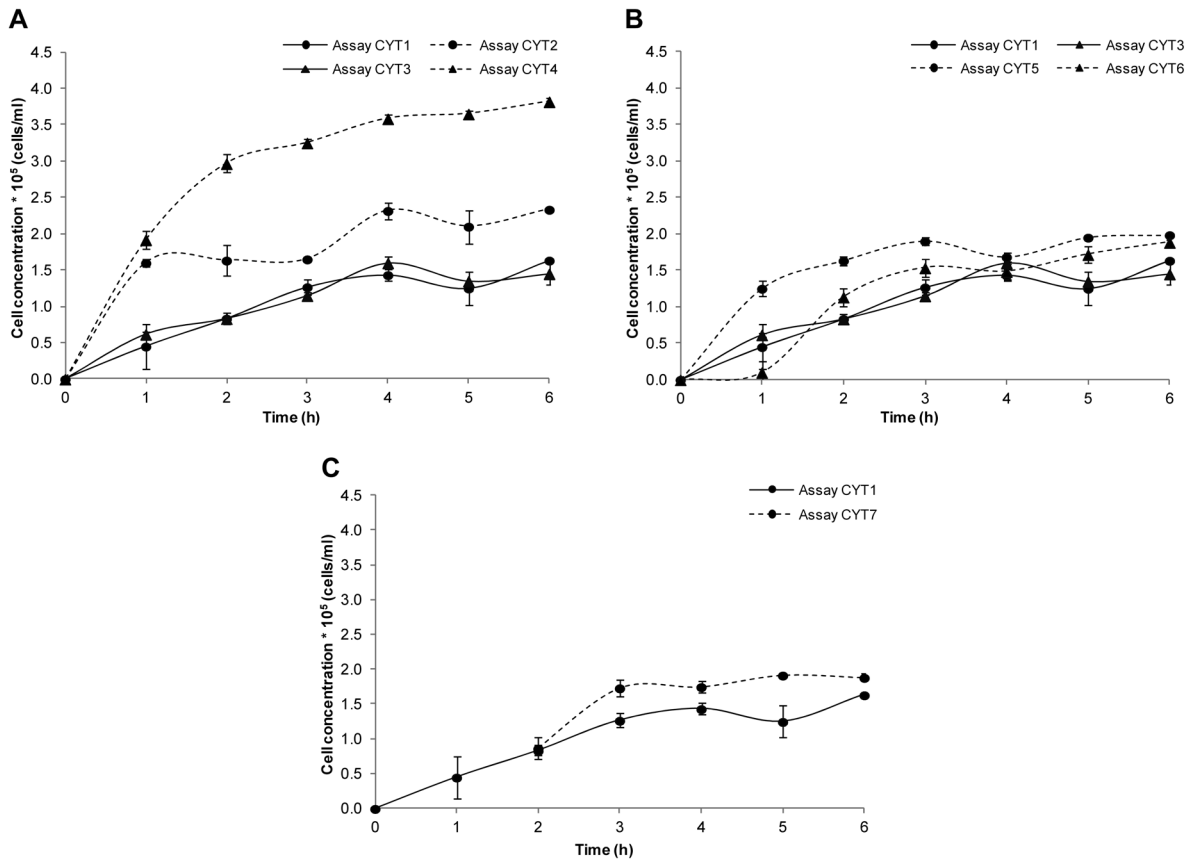 A
Assay CYT1
Assay CYT2
Assay CYT3
Assay CYT4
Cell concentration * 10⁵ (cells/ml)
4.5
4.0
3.5
3.0
2.5
2.0
1.5
1.0
0.5
0.0
0 1 2 3 4 5 6
Time (h)
B
Assay CYT1
Assay CYT3
Assay CYT5
Assay CYT6
Cell concentration * 10⁵ (cells/ml)
4.5
4.0
3.5
3.0
2.5
2.0
1.5
1.0
0.5
0.0
0 1 2 3 4 5 6
Time (h)
C
Assay CYT1
Assay CYT7
Cell concentration * 10⁵ (cells/ml)
4.5
4.0
3.5
3.0
2.5
2.0
1.5
1.0
0.5
0.0
0 1 2 3 4 5 6
Time (h)